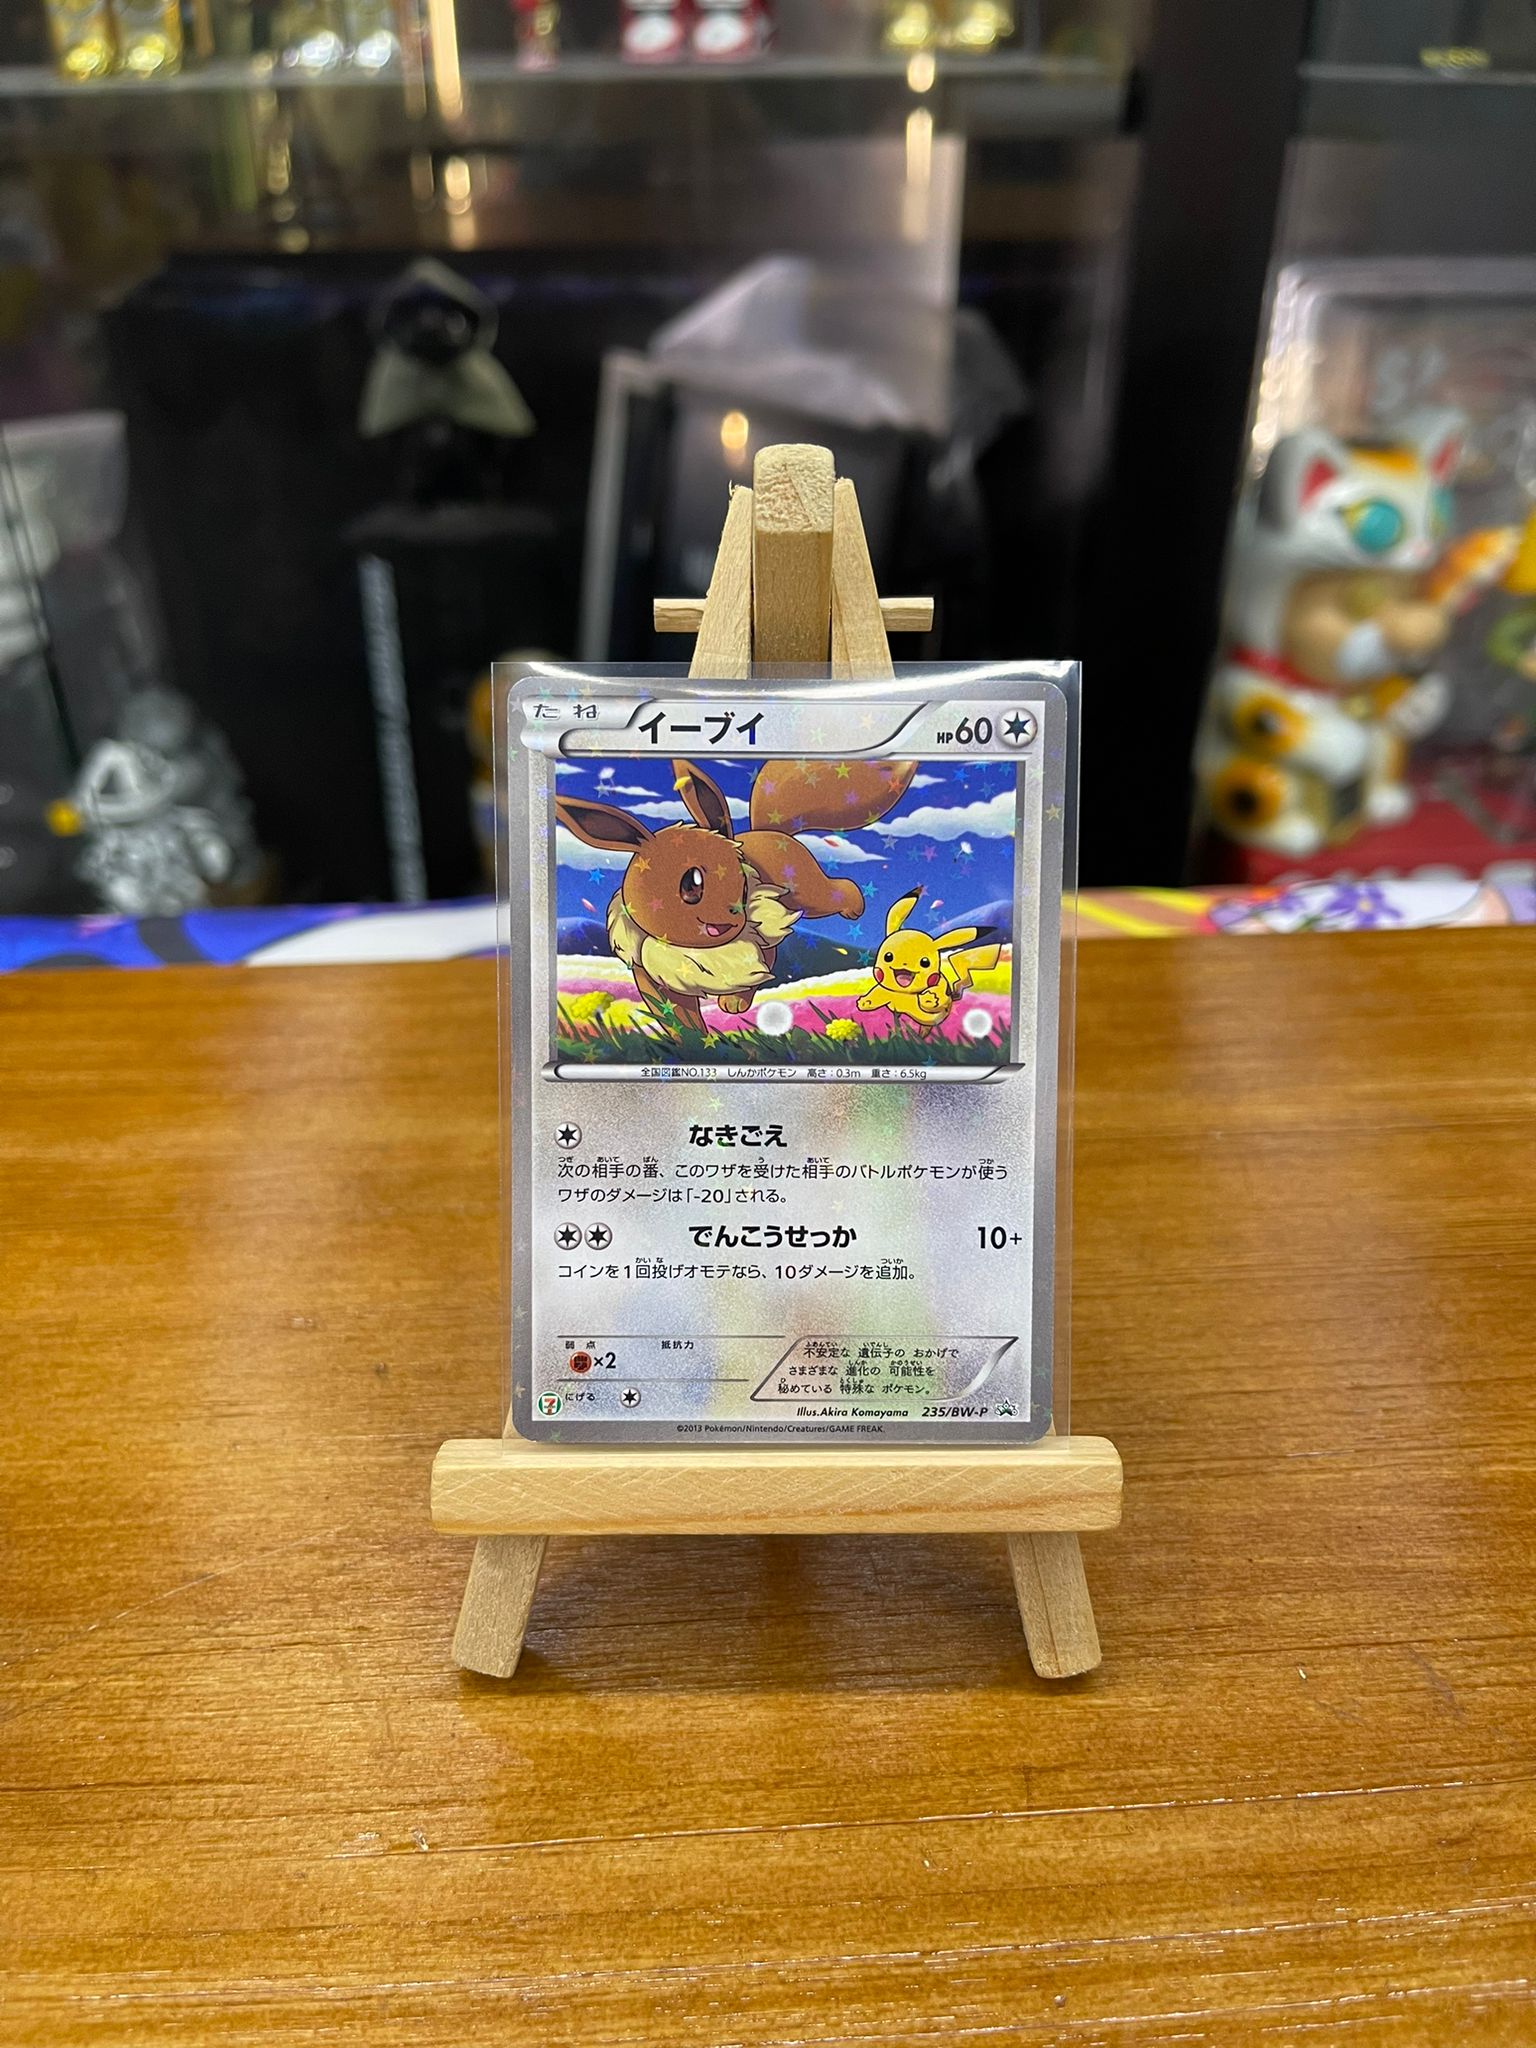 たね イーブイ HP60
全国図鑑NO.133 しんかポケモン 高さ:0.3m 重さ:6.5kg
なきごえ
次の相手の番、このワザを受けた相手のバトルポケモンが使う
ワザのダメージは「-20」される。
でんこうせっか 10+
コインを1回投げオモテなら、10ダメージを追加。
弱点 抵抗力
×2
にげる
不安定な 遺伝子の おかげで
さまざまな 進化の 可能性を
秘めている 特殊な ポケモン。
7
Illus.Akira Komayama 235/BW-P
©2013 Pokémon/Nintendo/Creatures/GAME FREAK.